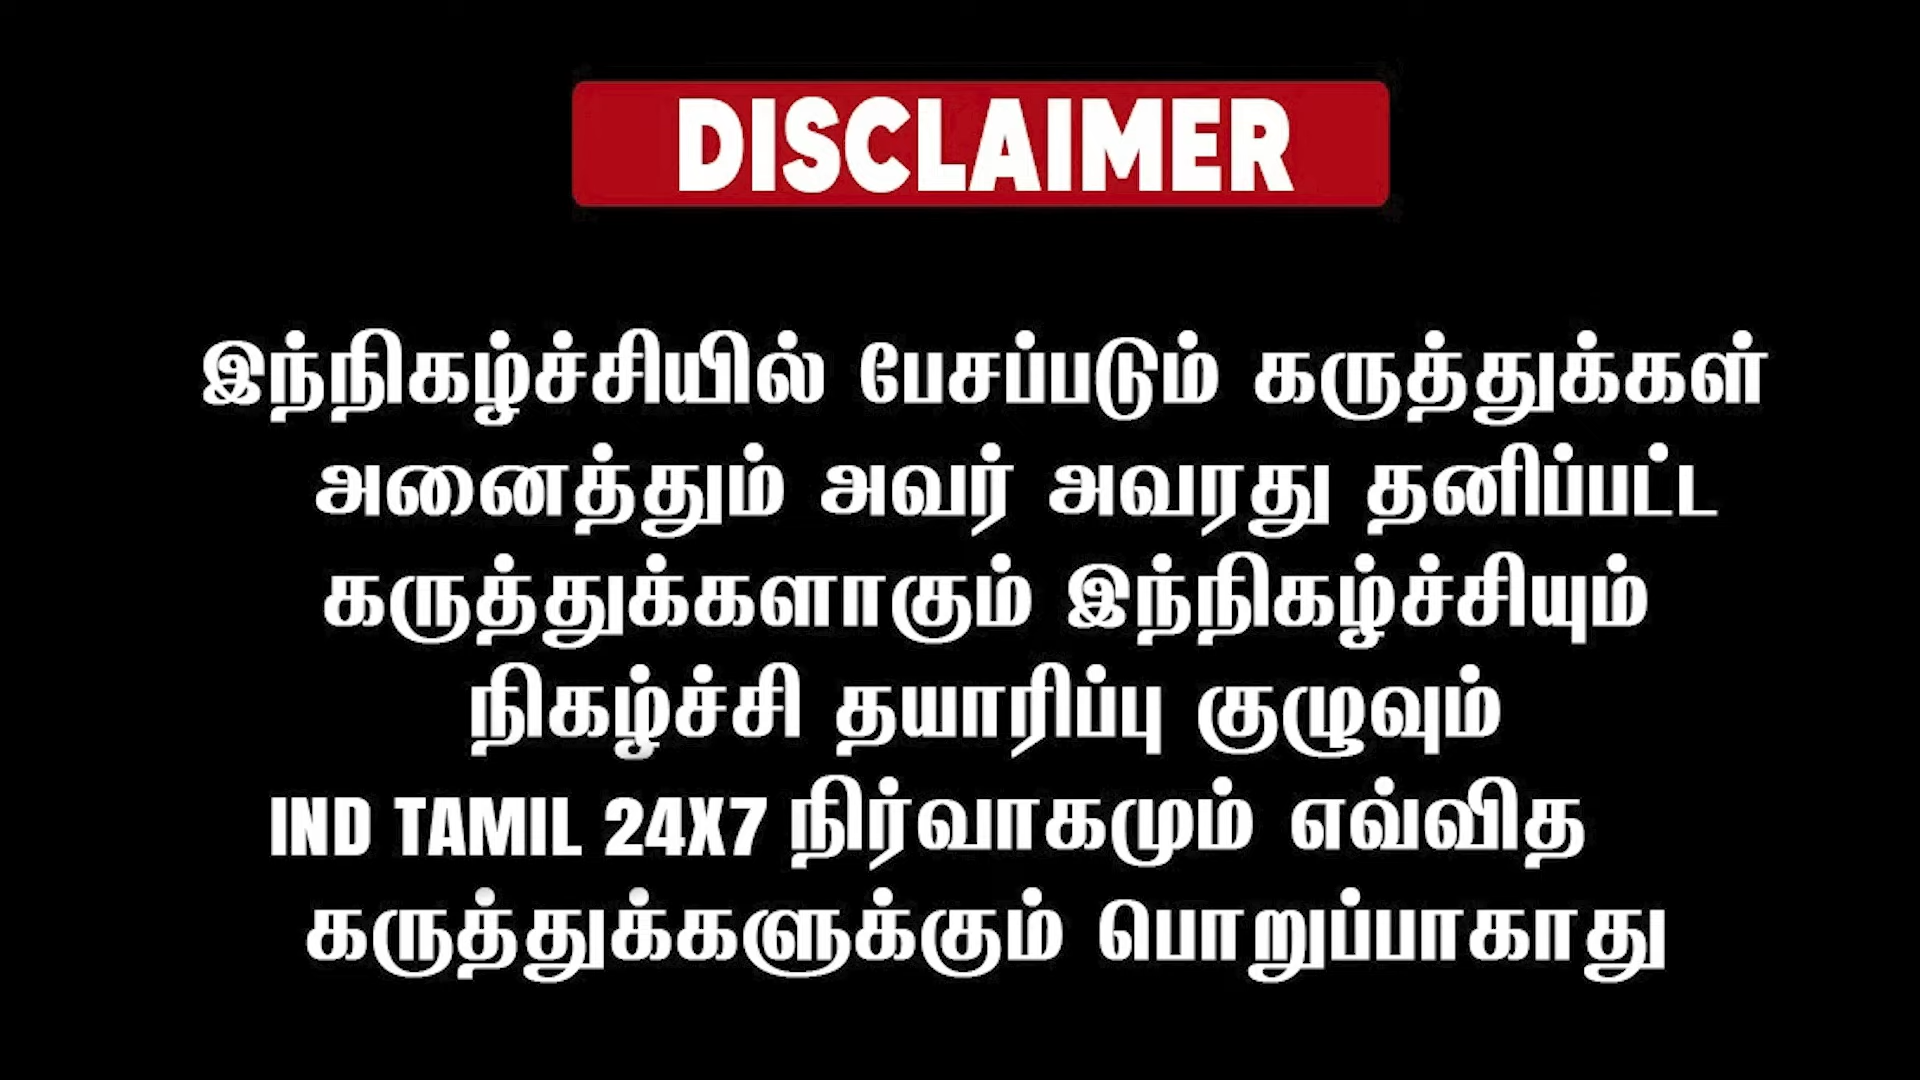 DISCLAIMER
இந்நிகழ்ச்சியில் பேசப்படும் கருத்துக்கள்
அனைத்தும் அவர் அவரது தனிப்பட்ட
கருத்துக்களாகும் இந்நிகழ்ச்சியும்
நிகழ்ச்சி தயாரிப்பு குழுவும்
IND TAMIL 24X7 நிர்வாகமும் எவ்வித
கருத்துக்களுக்கும் பொறுப்பாகாது